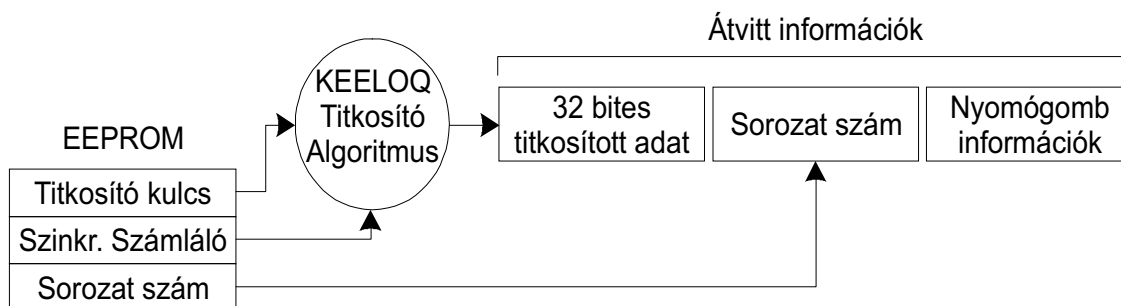 Átvitt információk
KEELOQ
Titkosító
Algoritmus
32 bites
titkosított adat
Sorozat szám
Nyomógomb
információk
EEPROM
Titkosító kulcs
Szinkr. Számláló
Sorozat szám